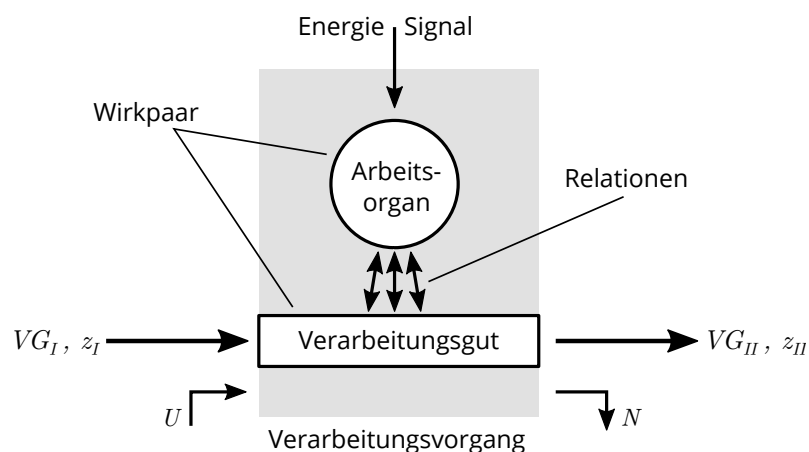 Energie Signal
Wirkpaar
Arbeits-
organ
Relationen
VG_I , z_I
Verarbeitungsgut
VG_II , z_II
U
N
Verarbeitungsvorgang